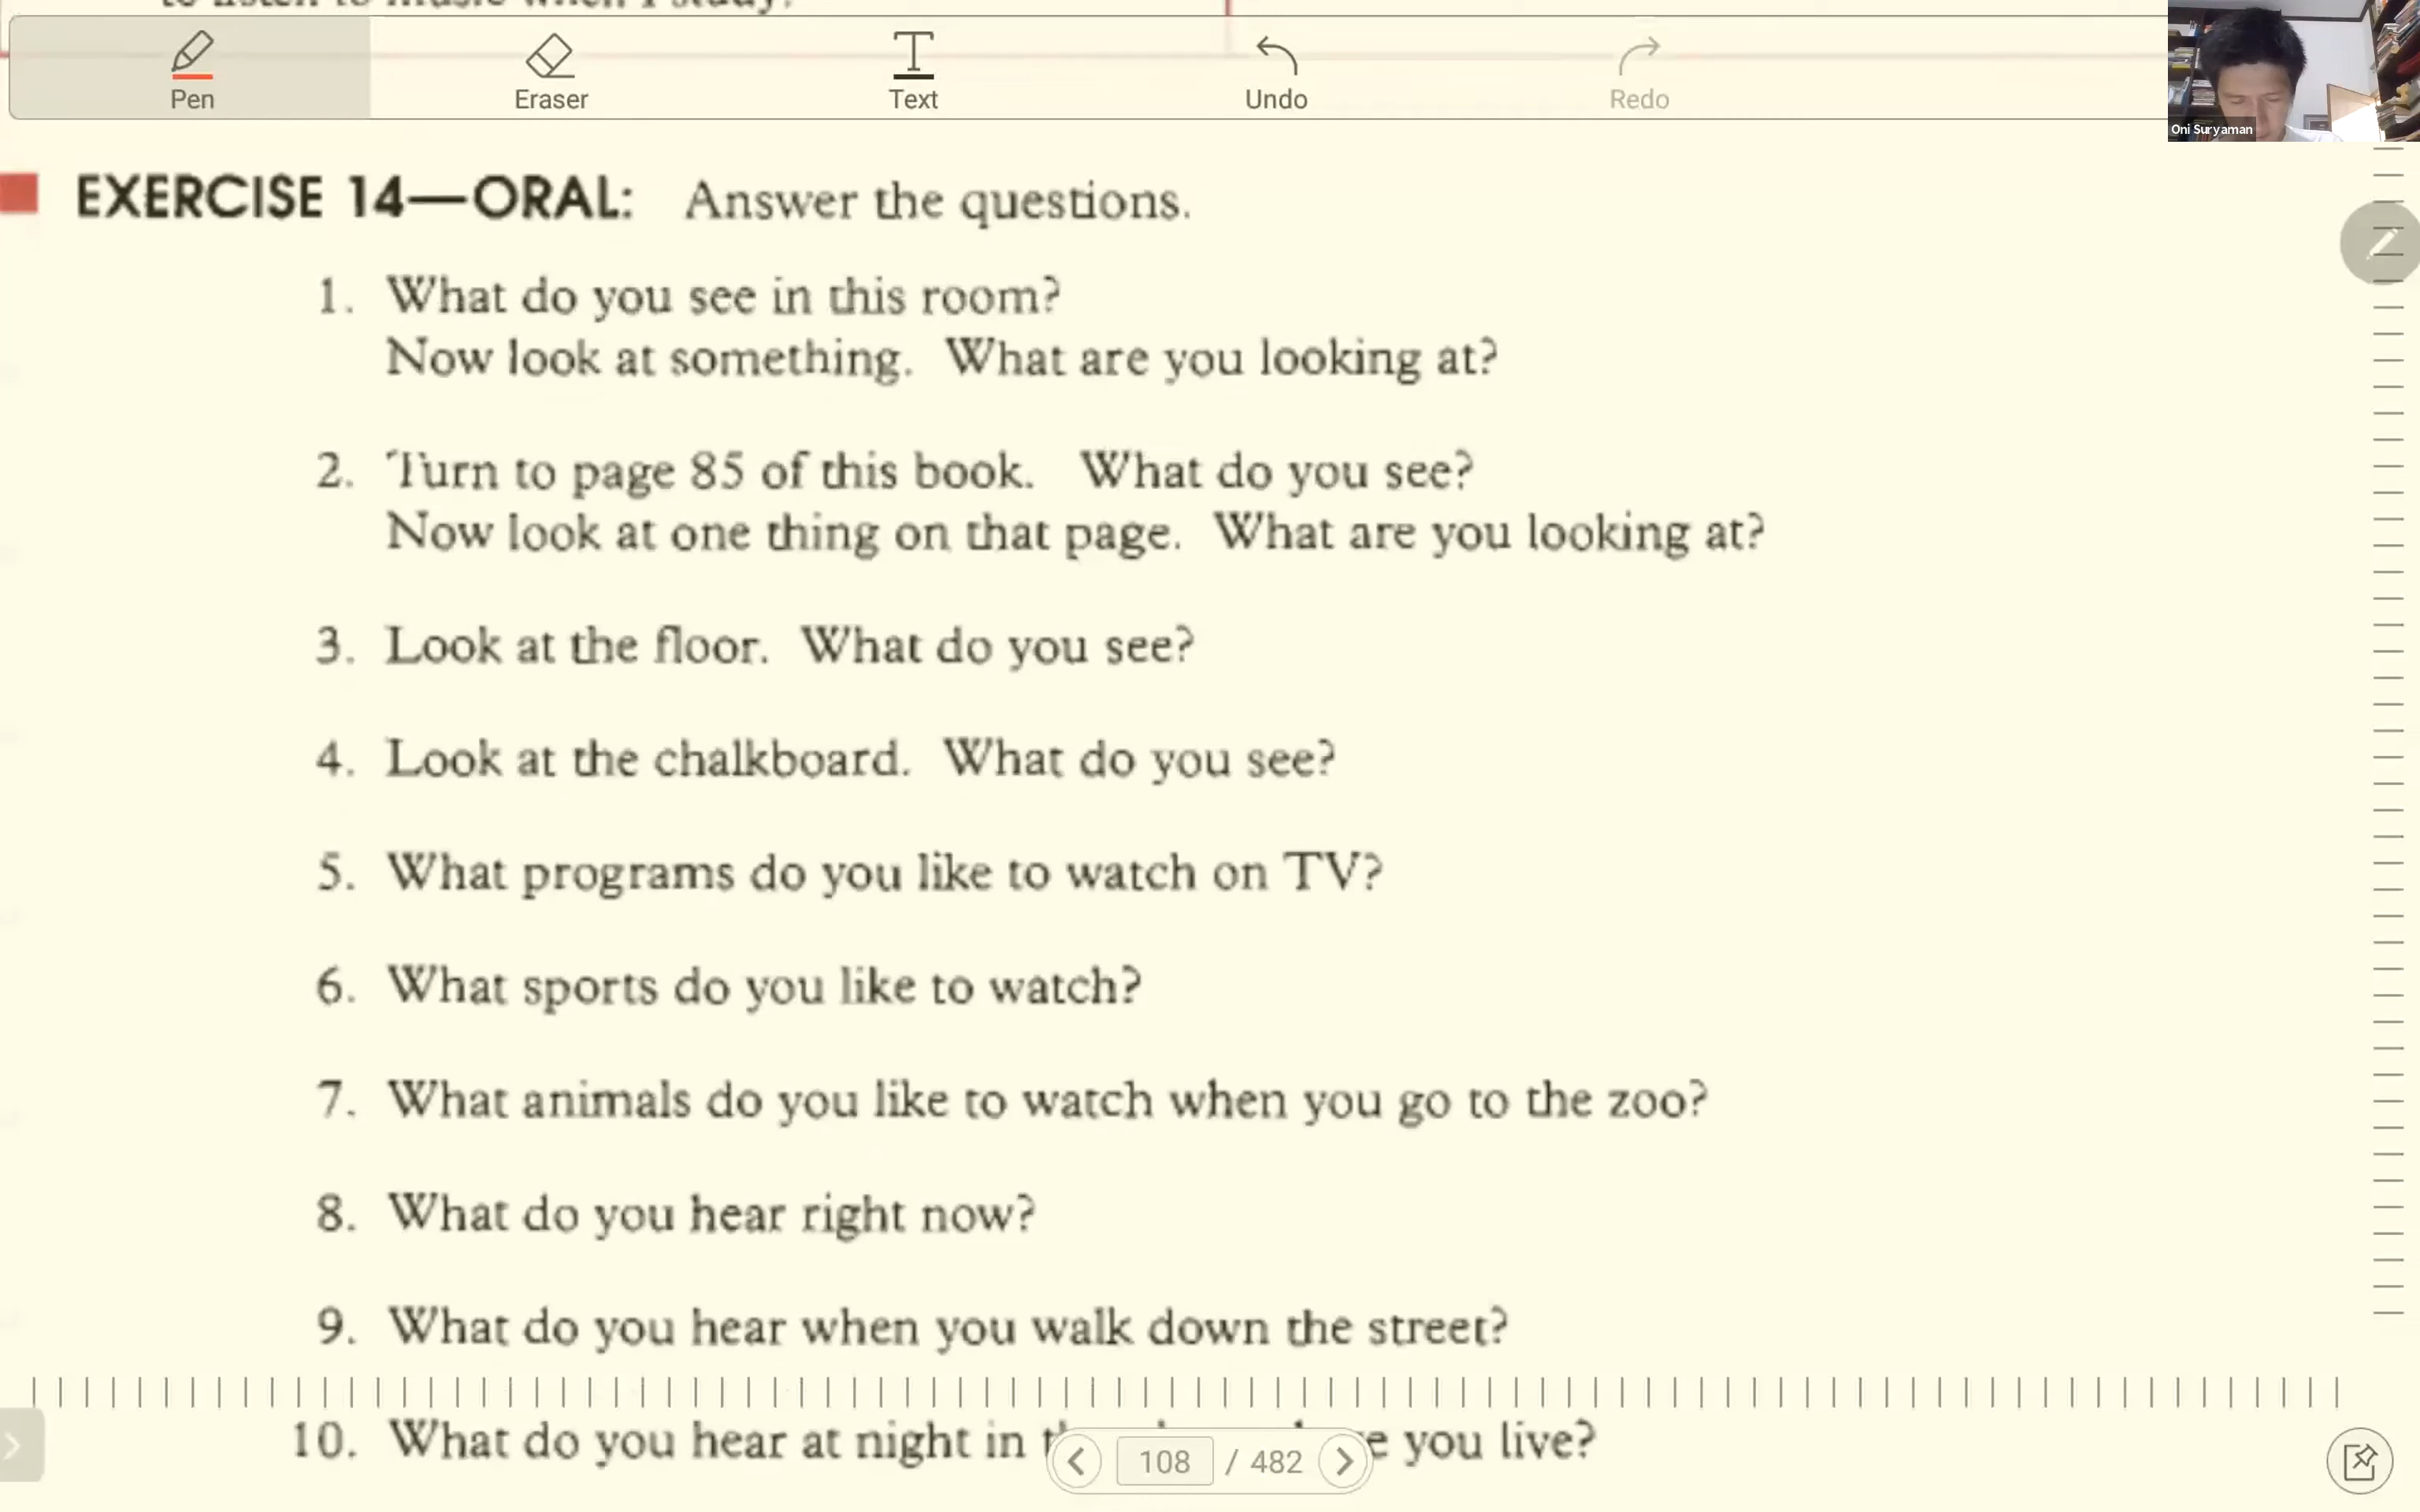 to listen to music when I study.
Pen
Eraser
Text
Undo
Redo
Oni Suryaman
EXERCISE 14—ORAL: Answer the questions.
1. What do you see in this room?
Now look at something. What are you looking at?
2. Turn to page 85 of this book. What do you see?
Now look at one thing on that page. What are you looking at?
3. Look at the floor. What do you see?
4. Look at the chalkboard. What do you see?
5. What programs do you like to watch on TV?
6. What sports do you like to watch?
7. What animals do you like to watch when you go to the zoo?
8. What do you hear right now?
9. What do you hear when you walk down the street?
10. What do you hear at night in you live?
108 / 482